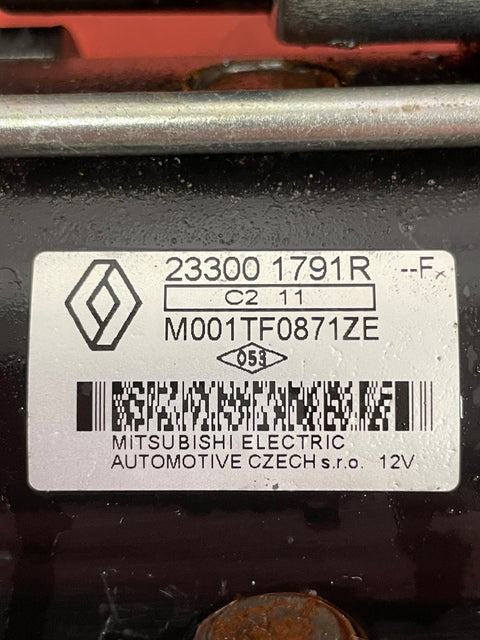 23300 1791R --F
C2 11
M001TF0871ZE
053
MITSUBISHI ELECTRIC
AUTOMOTIVE CZECH s.r.o. 12V